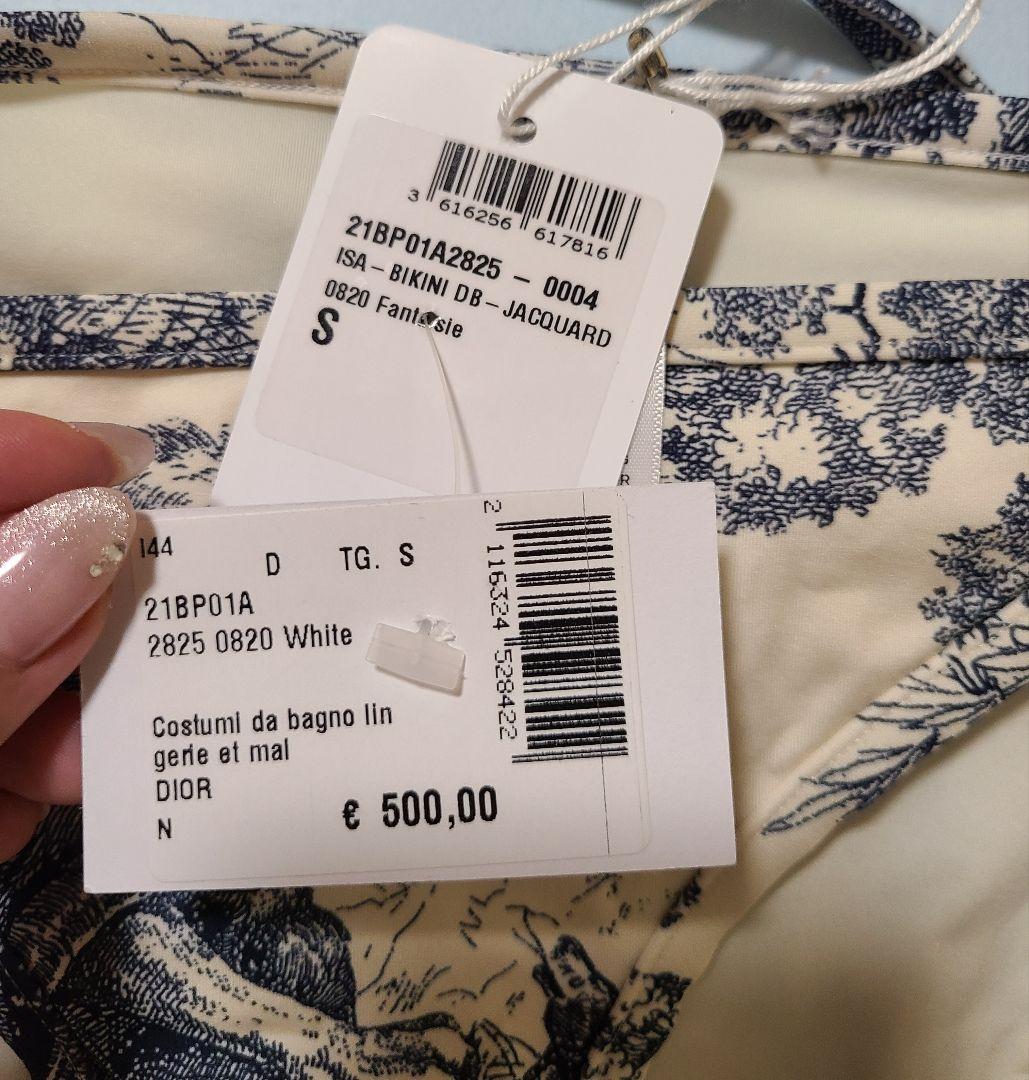 3 616256 617816
21BP01A2825 – 0004
ISA – BIKINI DB – JACQUARD
0820 Fantasie
S
I44 D TG. S
21BP01A
2825 0820 White
Costumi da bagno lin
gerie et mal
DIOR
N € 500,00
2 116324 528422